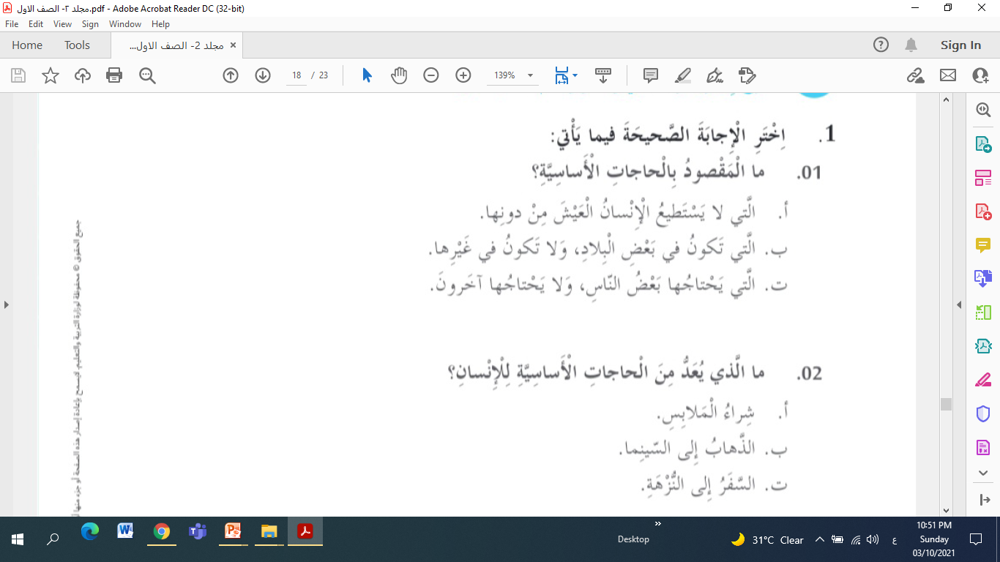 مجلد ٢- الصف الاول.pdf - Adobe Acrobat Reader DC (32-bit)
File Edit View Sign Window Help
Home Tools مجلد 2- الصف الاول... × Sign In
18 / 23 139%
1. اِخْتَرِ الْإِجابَةَ الصَّحيحَةَ فيما يَأْتي:
01. ما الْمَقْصودُ بِالْحاجاتِ الْأَساسِيَّةِ؟
أ. الَّتي لا يَسْتَطيعُ الْإِنْسانُ الْعَيْشَ مِنْ دونِها.
ب. الَّتي تَكونُ في بَعْضِ الْبِلادِ، وَلا تَكونُ في غَيْرِها.
ت. الَّتي يَحْتاجُها بَعْضُ النّاسِ، وَلا يَحْتاجُها آخَرونَ.
02. ما الَّذي يُعَدُّ مِنَ الْحاجاتِ الْأَساسِيَّةِ لِلْإِنْسانِ؟
أ. شِراءُ الْمَلابِسِ.
ب. الذَّهابُ إِلى السّينِما.
ت. السَّفَرُ إِلى النُّزْهَةِ.
جميع الحقوق © محفوظة لوزارة التربية والتعليم. لايسمح بإعادة إصدار هذه الصفحة أو جزء منها
Desktop
31°C Clear
ع
10:51 PM
Sunday
03/10/2021